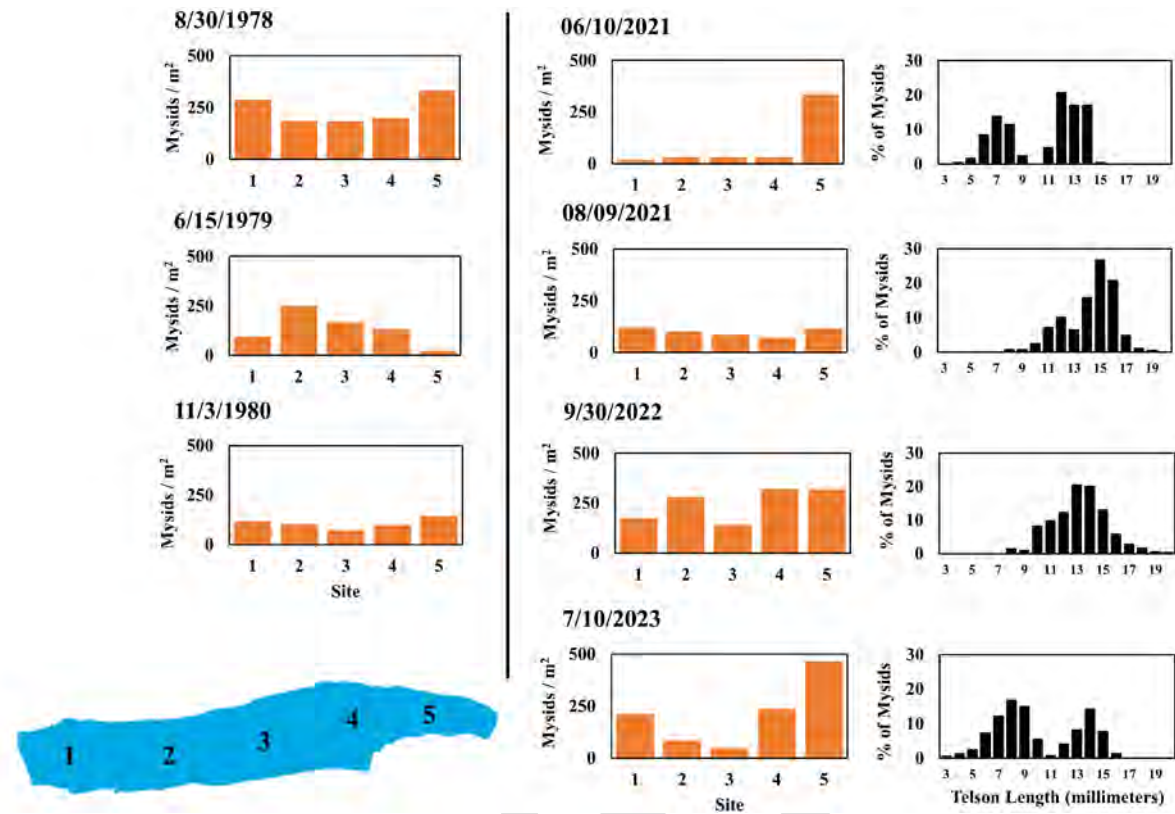 8/30/1978
Mysids / m²
500
250
0
1 2 3 4 5
6/15/1979
Mysids / m²
500
250
0
1 2 3 4 5
11/3/1980
Mysids / m²
500
250
0
1 2 3 4 5
Site
1 2 3 4 5
06/10/2021
Mysids / m²
500
250
0
1 2 3 4 5
% of Mysids
30
20
10
0
3 5 7 9 11 13 15 17 19
08/09/2021
Mysids / m²
500
250
0
1 2 3 4 5
% of Mysids
30
20
10
0
3 5 7 9 11 13 15 17 19
9/30/2022
Mysids / m²
500
250
0
1 2 3 4 5
% of Mysids
30
20
10
0
3 5 7 9 11 13 15 17 19
7/10/2023
Mysids / m²
500
250
0
1 2 3 4 5
Site
% of Mysids
30
20
10
0
3 5 7 9 11 13 15 17 19
Telson Length (millimeters)